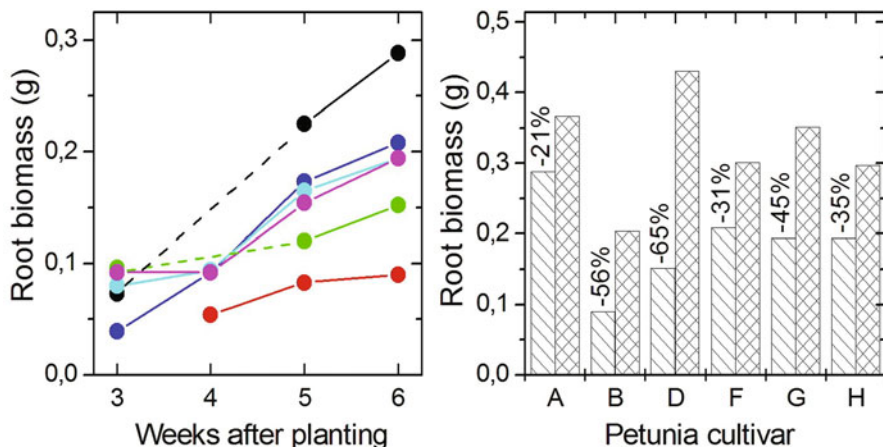 Root biomass (g)
0,3
0,2
0,1
0,0
3 4 5 6
Weeks after planting
Root biomass (g)
0,5
0,4
0,3
0,2
0,1
0,0
-21%
-56%
-65%
-31%
-45%
-35%
A B D F G H
Petunia cultivar